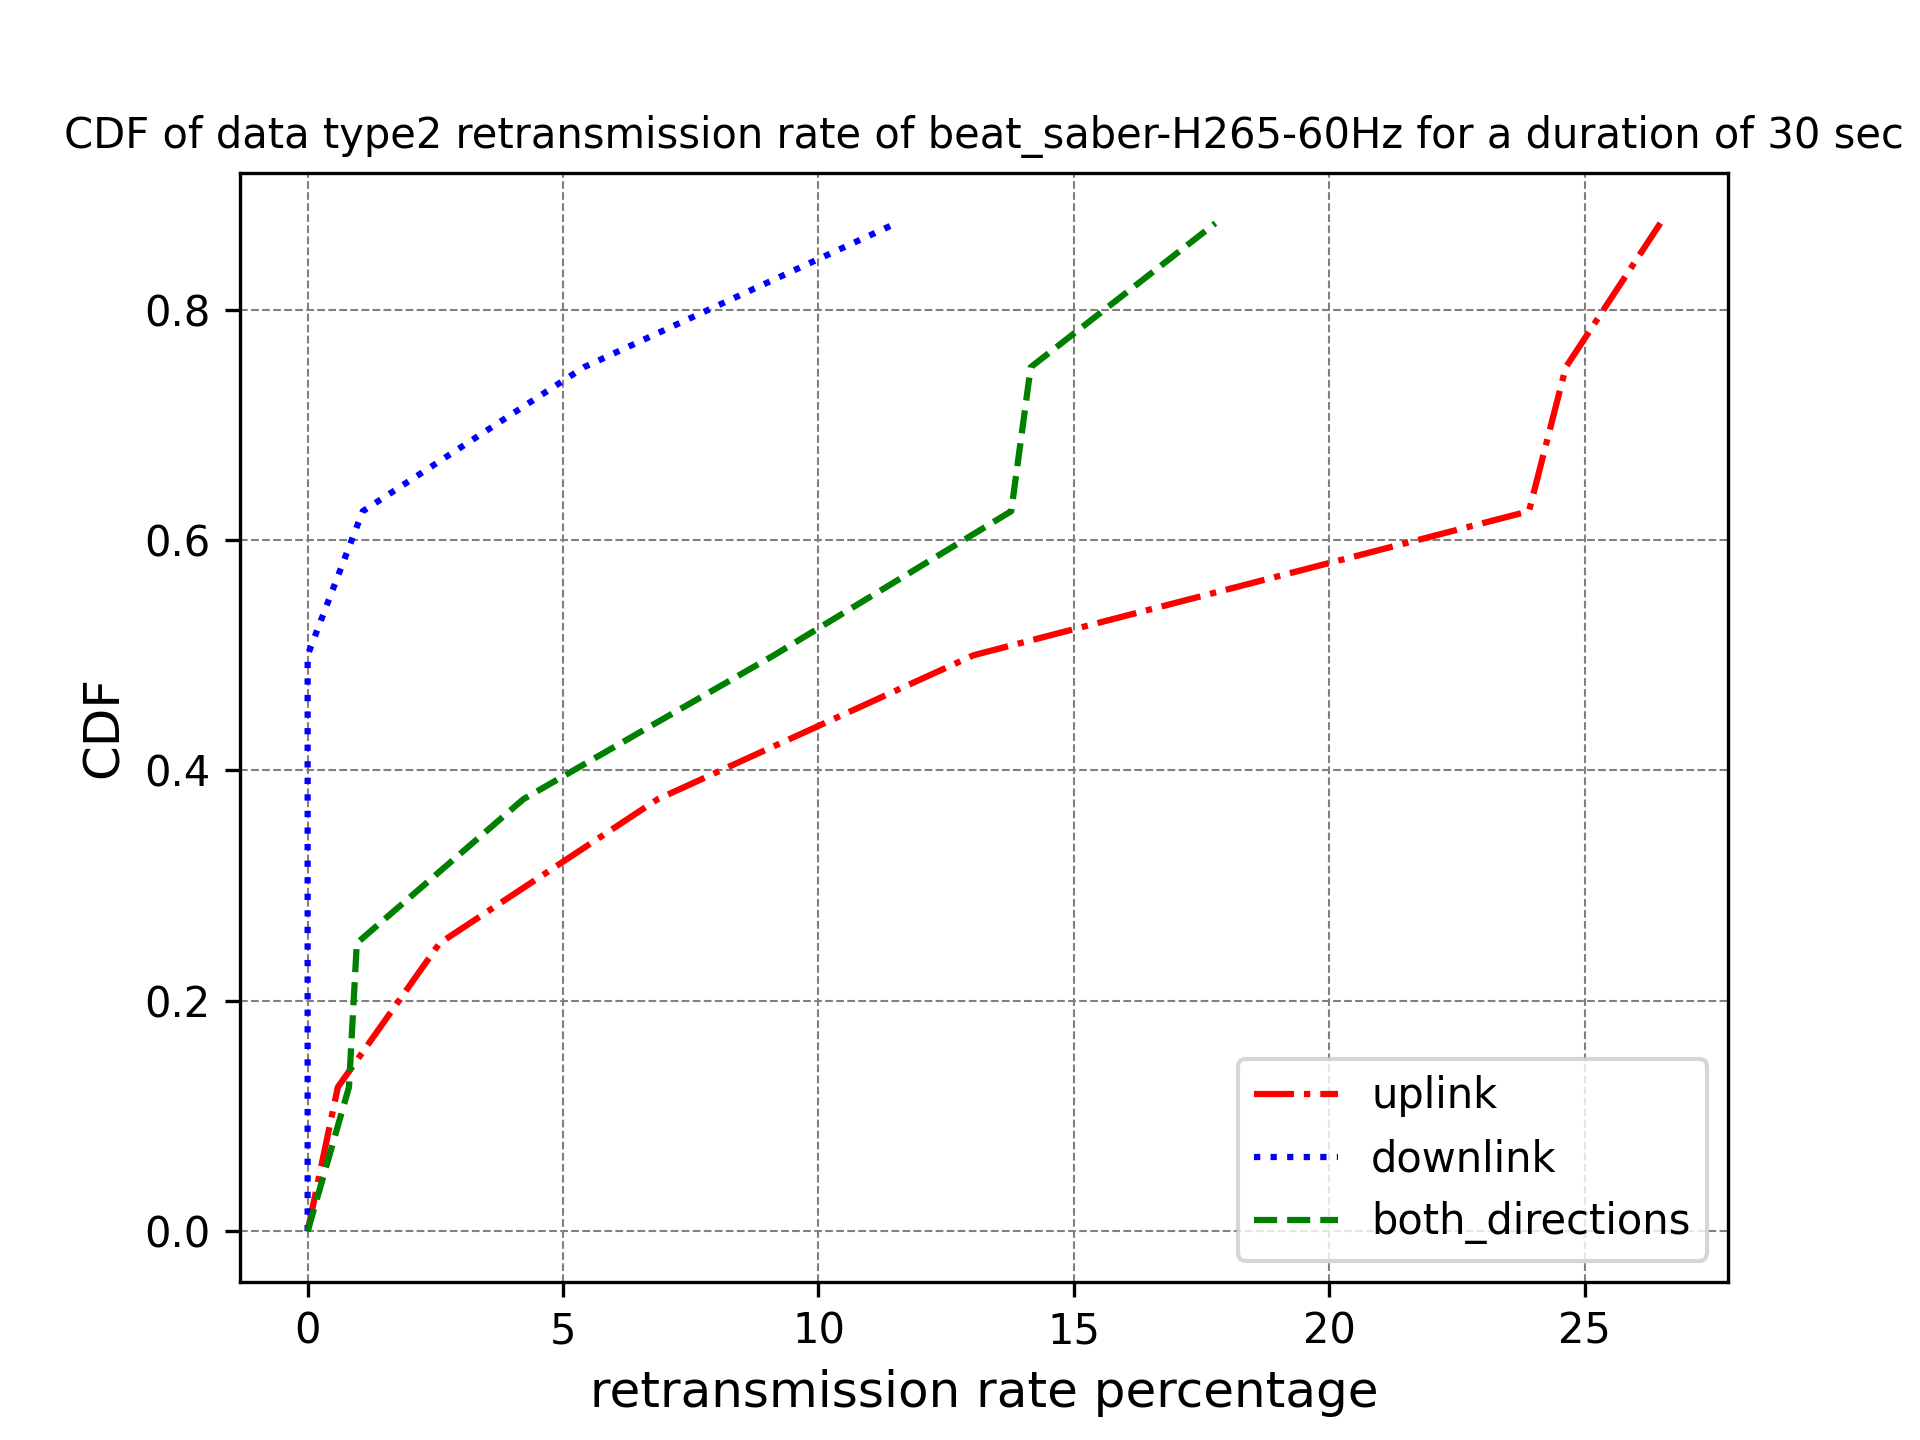 CDF of data type2 retransmission rate of beat_saber-H265-60Hz for a duration of 30 sec
CDF
0.8
0.6
0.4
0.2
0.0
0 5 10 15 20 25
retransmission rate percentage
uplink
downlink
both_directions